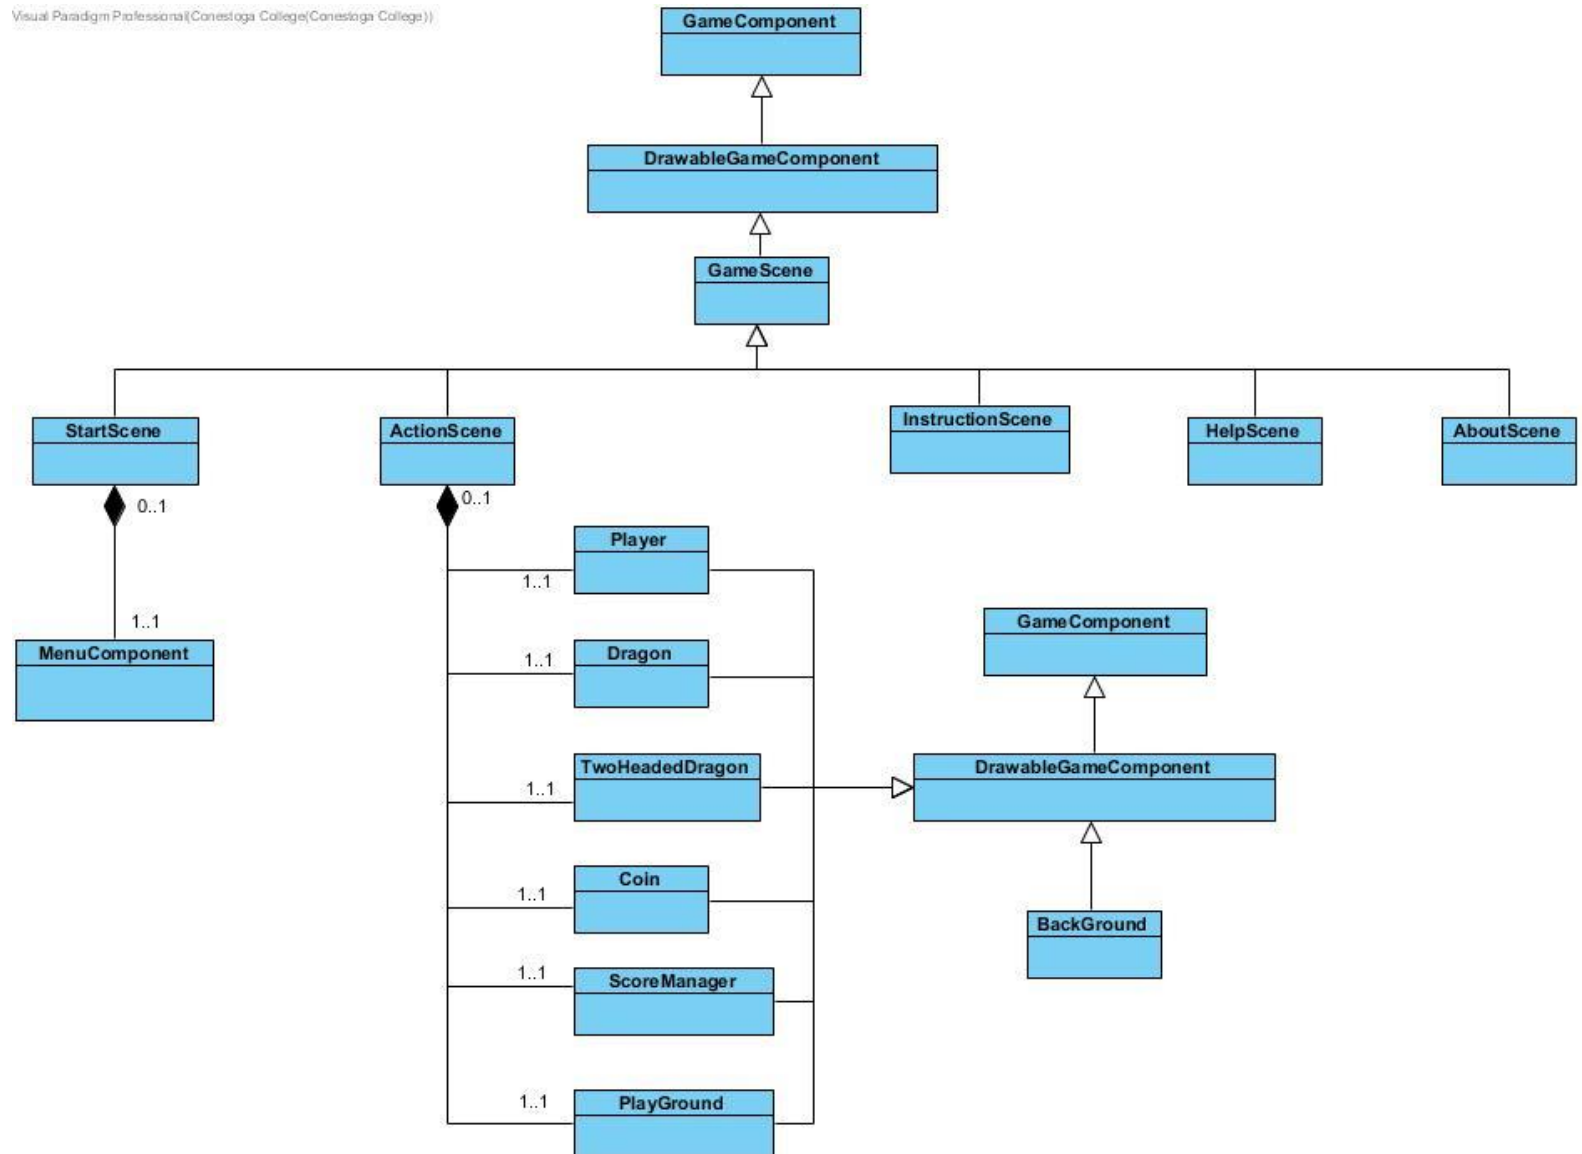 Visual Paradigm Professional(Conestoga College(Conestoga College))
GameComponent
DrawableGameComponent
GameScene
StartScene
ActionScene
InstructionScene
HelpScene
AboutScene
0..1
0..1
Player
1..1
GameComponent
1..1
MenuComponent
Dragon
1..1
TwoHeadedDragon
1..1
DrawableGameComponent
Coin
1..1
BackGround
ScoreManager
1..1
PlayGround
1..1